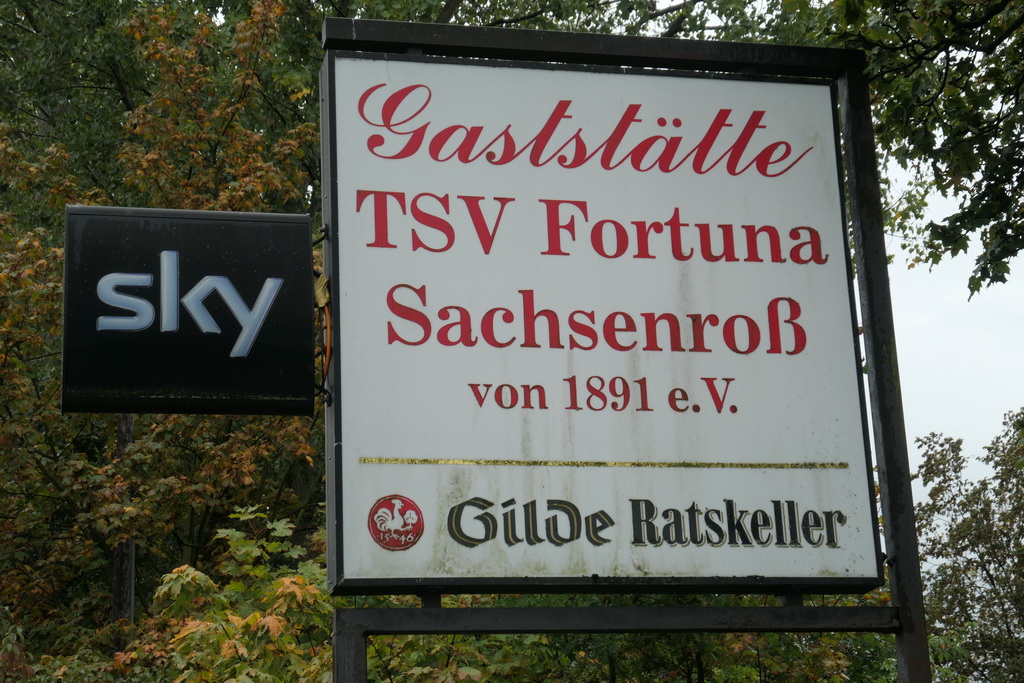 sky
Gaststätte
TSV Fortuna
Sachsenroß
von 1891 e.V.
1546
Gilde Ratskeller